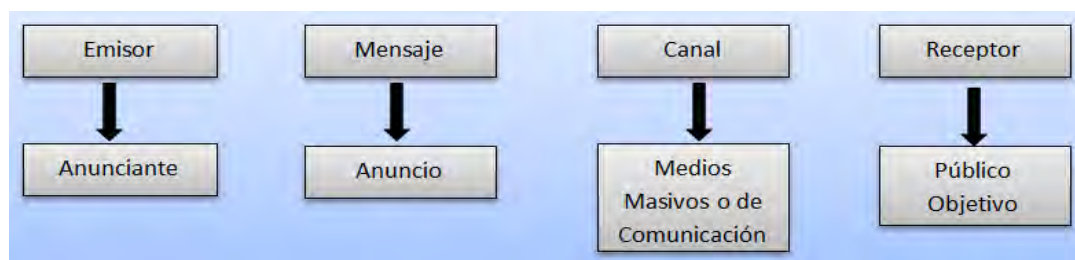 Emisor
Mensaje
Canal
Receptor
Anunciante
Anuncio
Medios
Masivos o de
Comunicación
Público
Objetivo